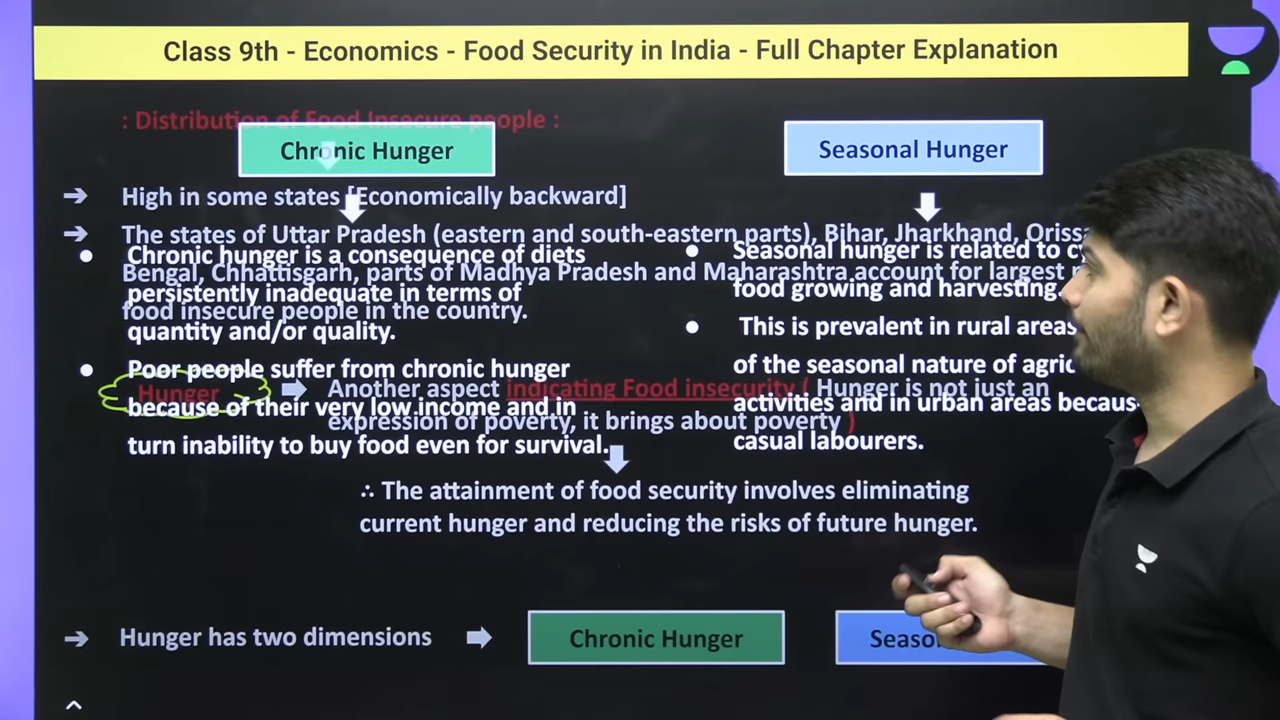 Class 9th - Economics - Food Security in India - Full Chapter Explanation
: Distribution of Food Insecure people :
Chronic Hunger
Seasonal Hunger
→ High in some states [Economically backward]
→ The states of Uttar Pradesh (eastern and south-eastern parts), Bihar, Jharkhand, Orissa
Bengal, Chhattisgarh, parts of Madhya Pradesh and Maharashtra account for largest
food insecure people in the country.
● Chronic hunger is a consequence of diets
persistently inadequate in terms of
quantity and/or quality.
● Poor people suffer from chronic hunger
because of their very low income and in
turn inability to buy food even for survival.
● Seasonal hunger is related to
food growing and harvesting.
● This is prevalent in rural areas
of the seasonal nature of
activities and in urban areas
casual labourers.
Hunger
Another aspect indicating Food insecurity ( Hunger is not just an
expression of poverty, it brings about poverty )
∴ The attainment of food security involves eliminating
current hunger and reducing the risks of future hunger.
→ Hunger has two dimensions
Chronic Hunger